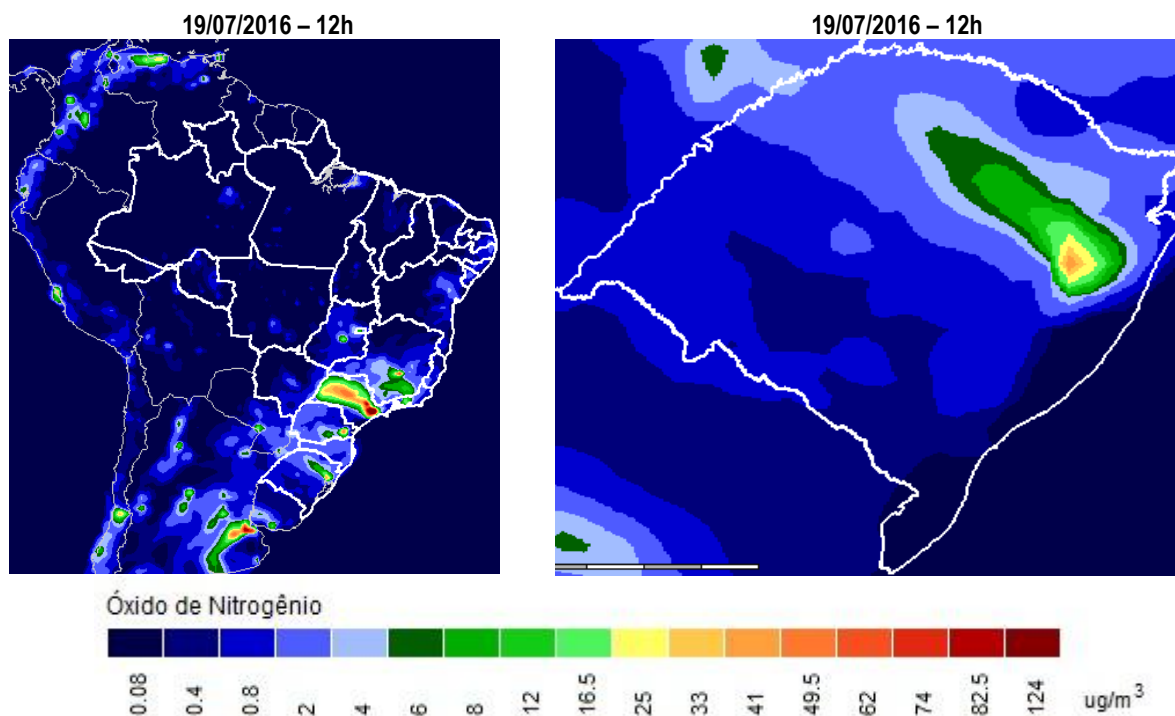 19/07/2016 – 12h
19/07/2016 – 12h
Óxido de Nitrogênio
0.08 0.4 0.8 2 4 6 8 12 16.5 25 33 41 49.5 62 74 82.5 124 ug/m³